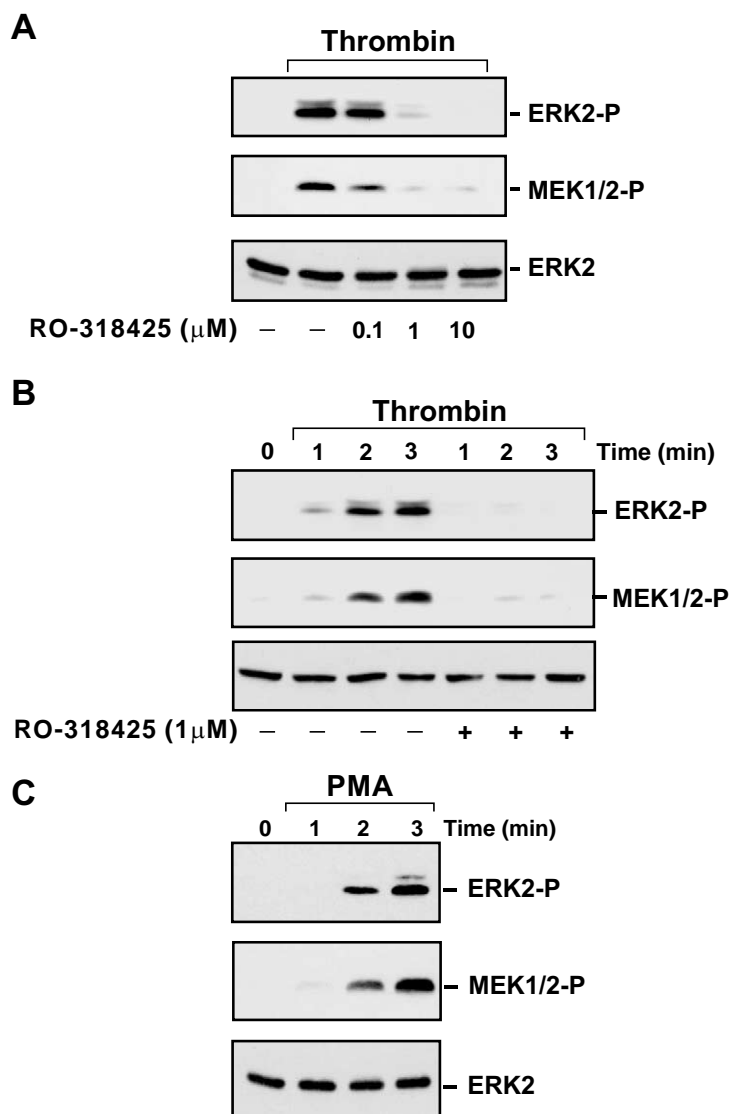 A
Thrombin
ERK2-P
MEK1/2-P
ERK2
RO-318425 (μM) – – 0.1 1 10
B
Thrombin
0 1 2 3 1 2 3 Time (min)
ERK2-P
MEK1/2-P
RO-318425 (1μM) – – – – + + +
C
PMA
0 1 2 3 Time (min)
ERK2-P
MEK1/2-P
ERK2